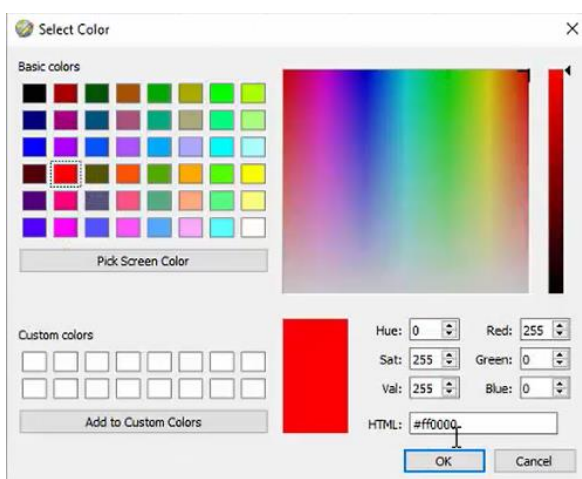 Select Color
Basic colors
Pick Screen Color
Custom colors
Add to Custom Colors
Hue: 0 Red: 255
Sat: 255 Green: 0
Val: 255 Blue: 0
HTML: #ff0000
OK Cancel